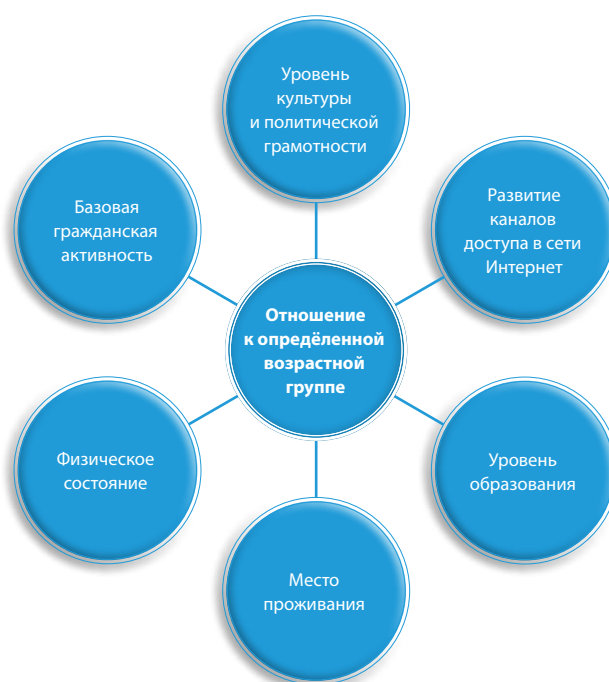 Уровень
культуры
и политической
грамотности
Базовая
гражданская
активность
Развитие
каналов
доступа в сети
Интернет
Отношение
к опредёленной
возрастной
группе
Физическое
состояние
Уровень
образования
Место
проживания